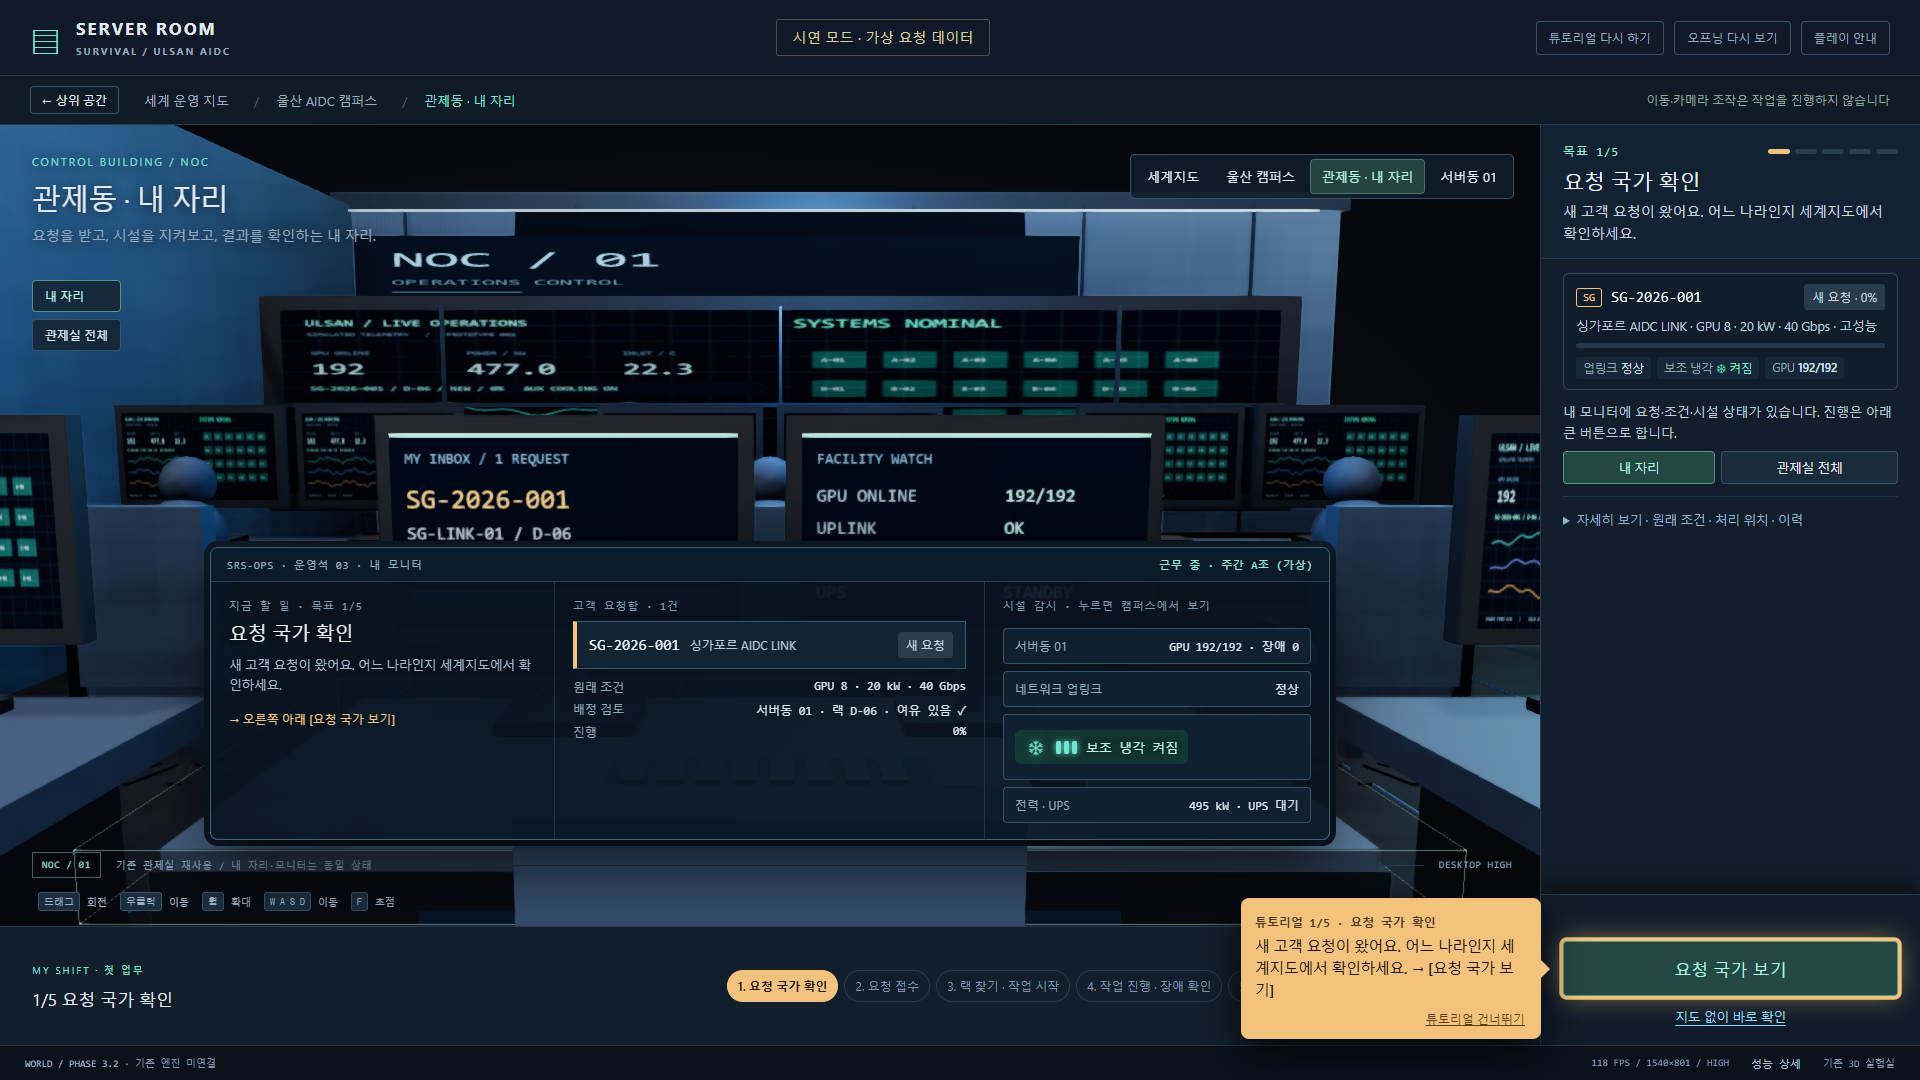 SERVER ROOM
SURVIVAL / ULSAN AIDC
시연 모드 · 가상 요청 데이터
튜토리얼 다시 하기
오프닝 다시 보기
플레이 안내
← 상위 공간
세계 운영 지도 / 울산 AIDC 캠퍼스 / 관제동 · 내 자리
이동·카메라 조작은 작업을 진행하지 않습니다
CONTROL BUILDING / NOC
관제동 · 내 자리
요청을 받고, 시설을 지켜보고, 결과를 확인하는 내 자리.
내 자리
관제실 전체
세계지도
울산 캠퍼스
관제동 · 내 자리
서버동 01
NOC / 01
OPERATIONS CONTROL
ULSAN / LIVE OPERATIONS
GPU ONLINE
POWER / kW
INLET / C
192
477.0
22.3
SG-2026-001 / D-06 / NEW / 0%
AUX COOLING ON
SYSTEMS NOMINAL
MY INBOX / 1 REQUEST
SG-2026-001
SG-LINK-01 / D-06
FACILITY WATCH
GPU ONLINE 192/192
UPLINK OK
UPS STANDBY
SRS-OPS · 운영석 03 · 내 모니터
근무 중 · 주간 A조 (가상)
지금 할 일 · 목표 1/5
요청 국가 확인
새 고객 요청이 왔어요. 어느 나라인지 세계지도에서 확
인하세요.
→ 오른쪽 아래 [요청 국가 보기]
고객 요청함 · 1건
SG-2026-001 싱가포르 AIDC LINK 새 요청
원래 조건 GPU 8 · 20 kW · 40 Gbps
배정 검토 서버동 01 · 랙 D-06 · 여유 있음 ✓
진행 0%
시설 감시 · 누르면 캠퍼스에서 보기
서버동 01 GPU 192/192 · 장애 0
네트워크 업링크 정상
보조 냉각 켜짐
전력 · UPS 495 kW · UPS 대기
NOC / 01
기존 관제실 재사용 / 내 자리·모니터는 동일 상태
DESKTOP HIGH
드래그 회전 우클릭 이동 휠 확대 W A S D 이동 F 초점
목표 1/5
요청 국가 확인
새 고객 요청이 왔어요. 어느 나라인지 세계지도에서
확인하세요.
SG SG-2026-001 새 요청 · 0%
싱가포르 AIDC LINK · GPU 8 · 20 kW · 40 Gbps · 고성능
업링크 정상
보조 냉각 ❄ 켜짐
GPU 192/192
내 모니터에 요청·조건·시설 상태가 있습니다. 진행은 아래
큰 버튼으로 합니다.
내 자리
관제실 전체
▶ 자세히 보기 · 원래 조건 · 처리 위치 · 이력
MY SHIFT · 첫 업무
1/5 요청 국가 확인
1. 요청 국가 확인
2. 요청 접수
3. 랙 찾기 · 작업 시작
4. 작업 진행 · 장애 확인
튜토리얼 1/5 · 요청 국가 확인
새 고객 요청이 왔어요. 어느 나라인지 세
계지도에서 확인하세요. → [요청 국가 보
기]
튜토리얼 건너뛰기
요청 국가 보기
지도 없이 바로 확인
WORLD / PHASE 3.2 · 기존 엔진 미연결
118 FPS / 1540×801 / HIGH
성능 상세
기존 3D 실험실